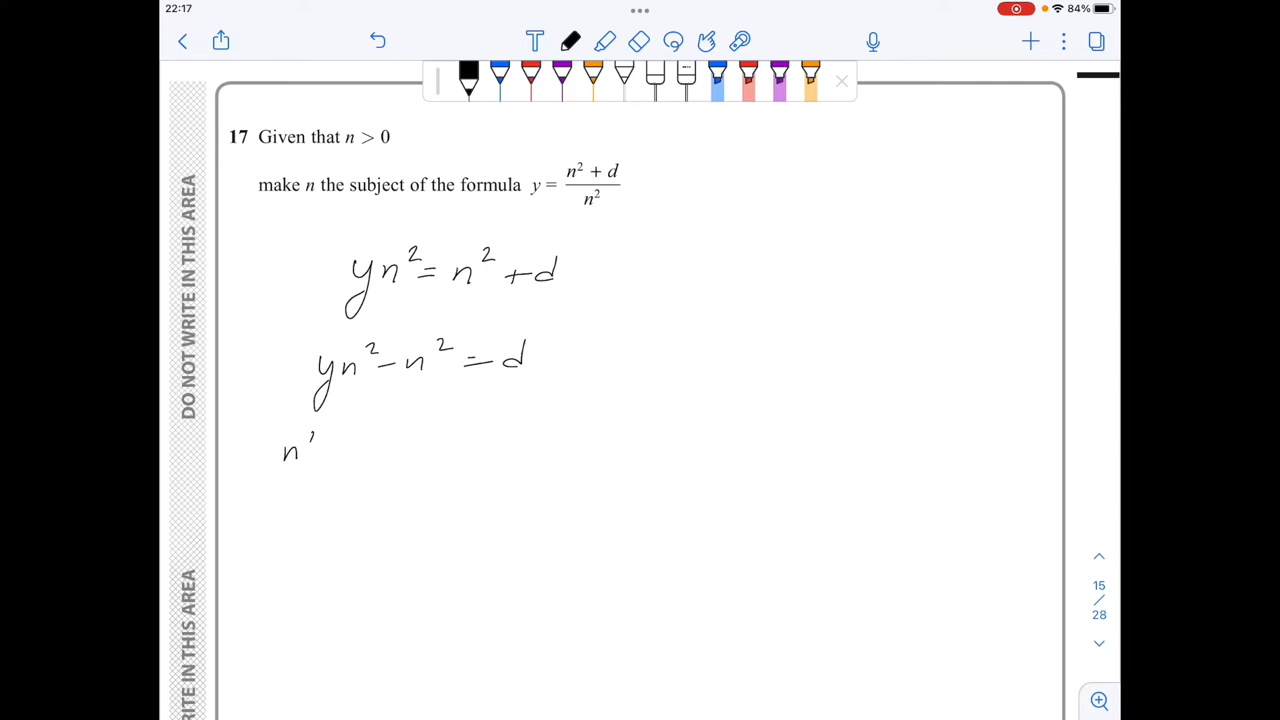 22:17
84%
17 Given that n > 0
make n the subject of the formula y = (n² + d)/n²
yn² = n² + d
yn² − n² = d
n
DO NOT WRITE IN THIS AREA
RITE IN THIS AREA
15
/
28